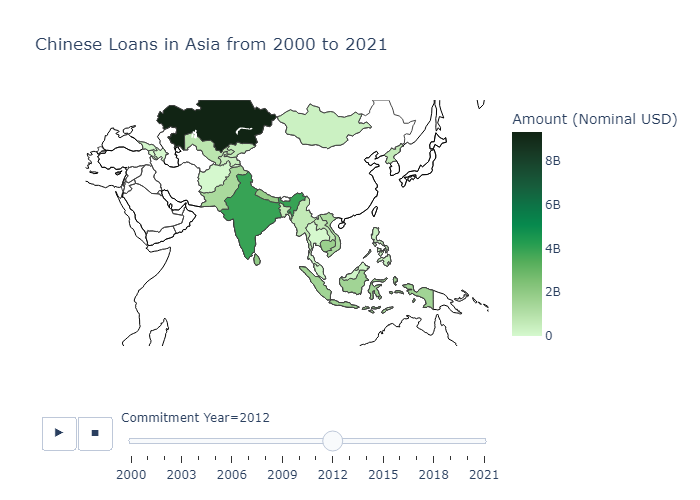 Chinese Loans in Asia from 2000 to 2021
Amount (Nominal USD)
8B
6B
4B
2B
0
Commitment Year=2012
2000 2003 2006 2009 2012 2015 2018 2021